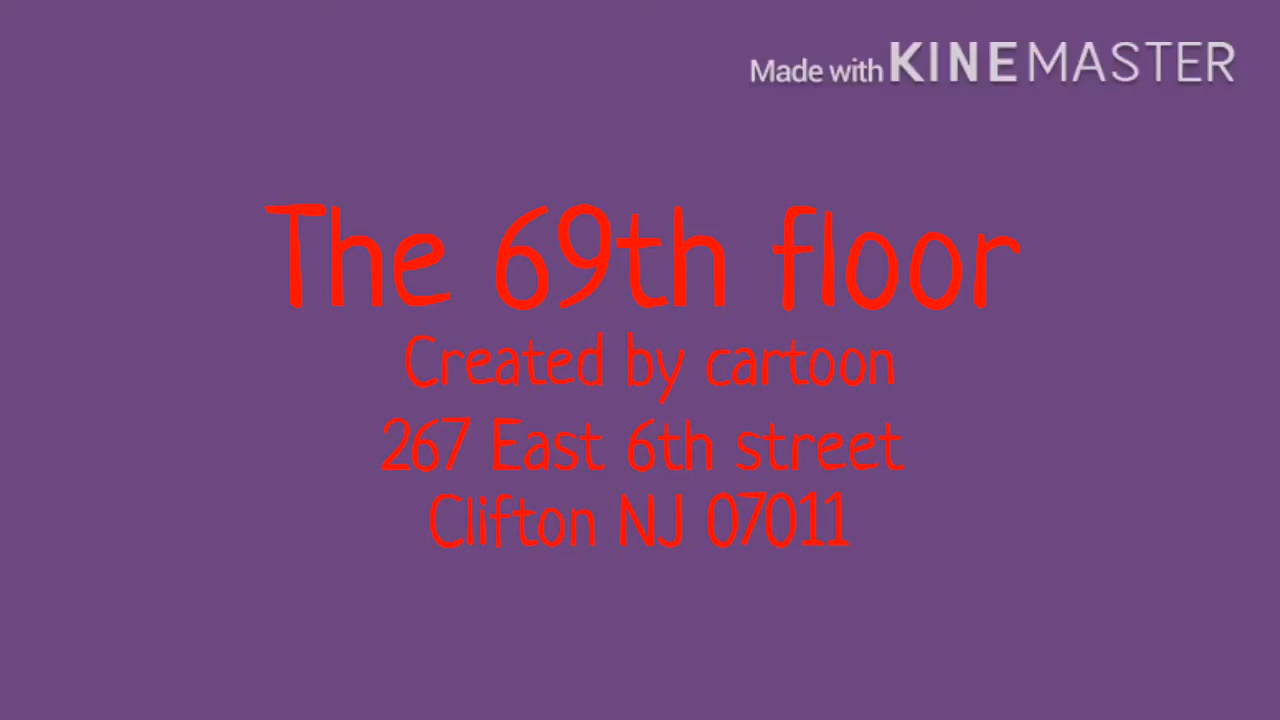 Made with KINEMASTER
The 69th floor
Created by cartoon
267 East 6th street
Clifton NJ 07011